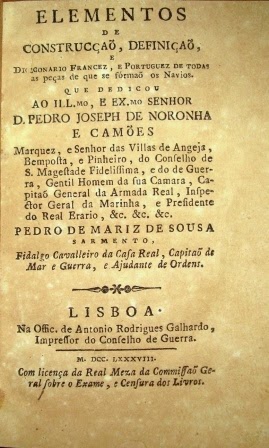 ELEMENTOS
DE
CONSTRUCÇAÕ, DEFINIÇAÕ,
E
DICCIONARIO FRANCEZ, E PORTUGUEZ DE TODAS
as peças de que se fórmaõ os Navios.
QUE DEDICOU
AO ILL.MO, E EX.MO SENHOR
D. PEDRO JOSEPH DE NORONHA
E CAMÕES
Marquez, e Senhor das Villas de Angeja,
Bemposta, e Pinheiro, do Conselho de
S. Magestade Fidelissima, e do de Guer-
ra, Gentil Homem da sua Camara, Ca-
pitaõ General da Armada Real, Inspe-
ctor Geral da Marinha, e Presidente
do Real Erario, &c. &c. &c.
PEDRO DE MARIZ DE SOUSA
SARMENTO,
Fidalgo Cavalleiro da Casa Real, Capitaõ de
Mar e Guerra, e Ajudante de Ordens.
LISBOA
Na Offic. de Antonio Rodrigues Galhardo,
Impressor do Conselho de Guerra.
M. DCC. LXXXVIII.
Com licença da Real Meza da Commissaõ Ge-
ral sobre o Exame, e Censura dos Livros.